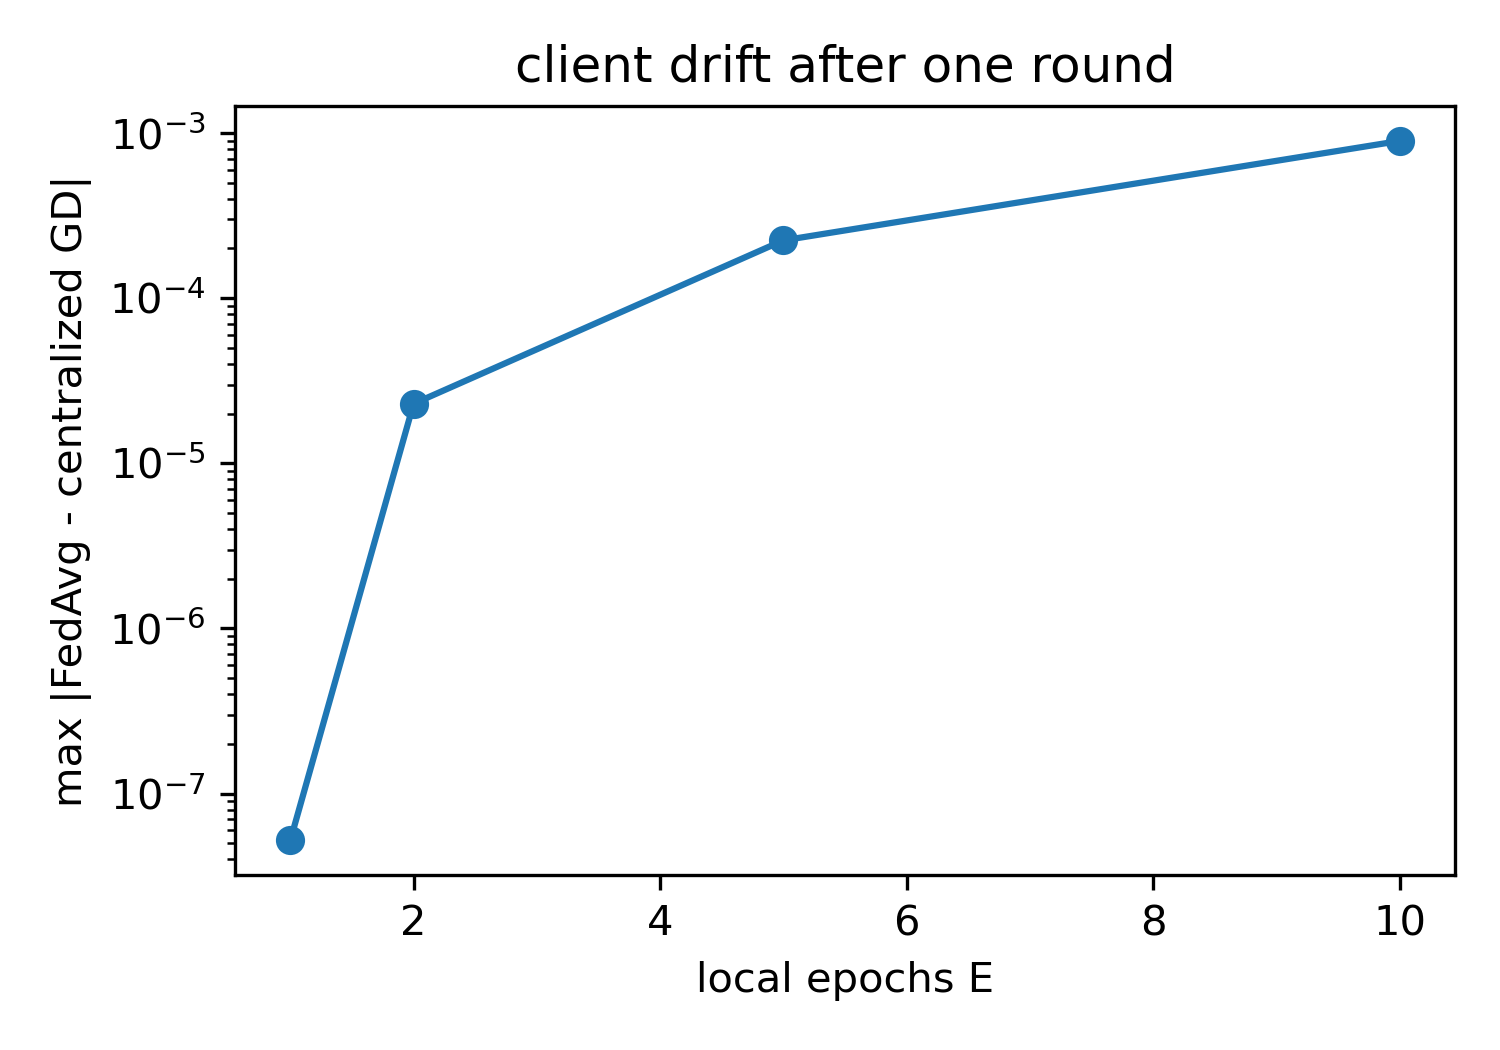 client drift after one round
max |FedAvg - centralized GD|
10⁻³
10⁻⁴
10⁻⁵
10⁻⁶
10⁻⁷
2 4 6 8 10
local epochs E